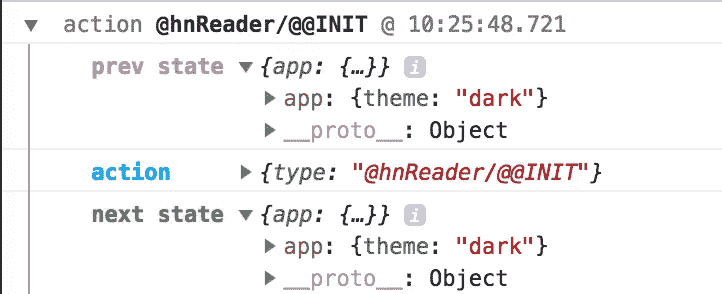 ▼ action @hnReader/@@INIT @ 10:25:48.721
prev state ▼{app: {…}} i
▶ app: {theme: "dark"}
▶ __proto__: Object
action ▶ {type: "@hnReader/@@INIT"}
next state ▼{app: {…}} i
▶ app: {theme: "dark"}
▶ __proto__: Object